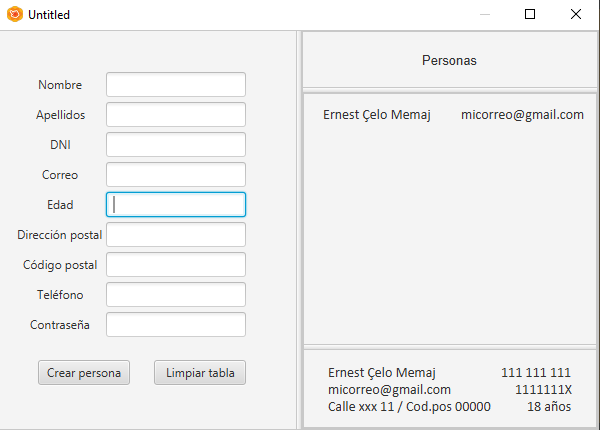 Untitled
Nombre
Apellidos
DNI
Correo
Edad
Dirección postal
Código postal
Teléfono
Contraseña
Crear persona Limpiar tabla
Personas
Ernest Çelo Memaj micorreo@gmail.com
Ernest Çelo Memaj 111 111 111
micorreo@gmail.com 1111111X
Calle xxx 11 / Cod.pos 00000 18 años